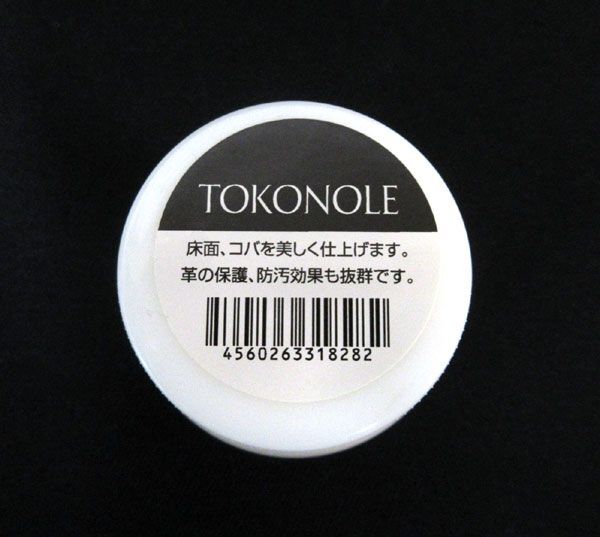 TOKONOLE
床面、コバを美しく仕上げます。
革の保護、防汚効果も抜群です。
4560263318282